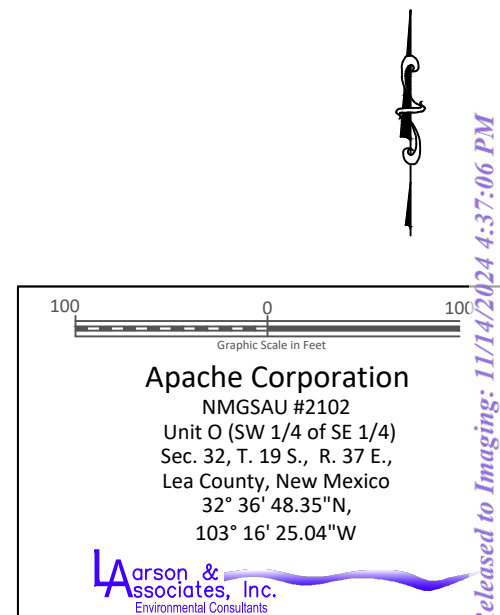 100 0 100
Graphic Scale in Feet
Apache Corporation
NMGSAU #2102
Unit O (SW 1/4 of SE 1/4)
Sec. 32, T. 19 S., R. 37 E.,
Lea County, New Mexico
32° 36' 48.35"N,
103° 16' 25.04"W
Larson &
Associates, Inc.
Environmental Consultants
Released to Imaging: 11/14/2024 4:37:06 PM